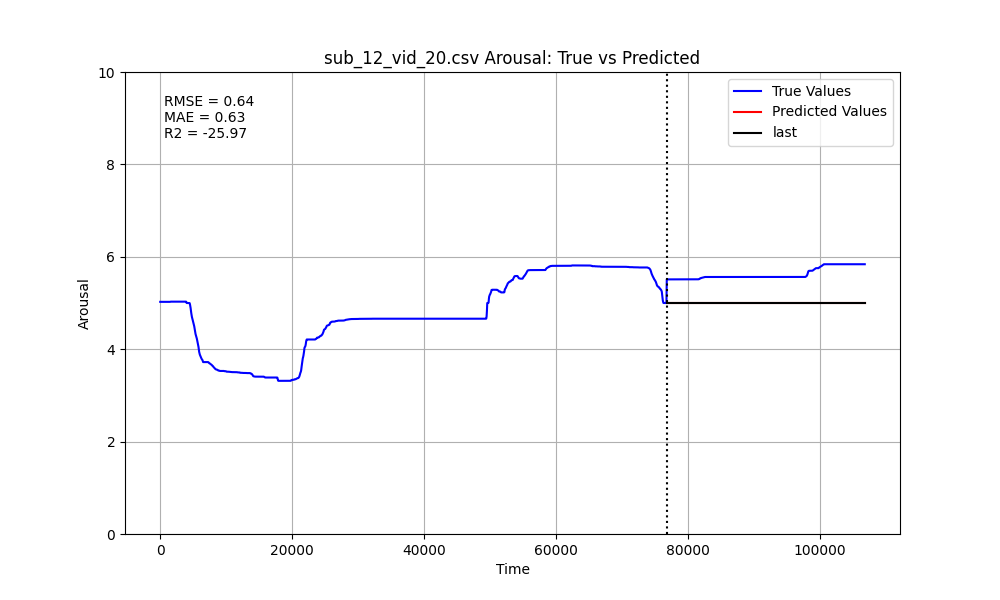 sub_12_vid_20.csv Arousal: True vs Predicted
RMSE = 0.64
MAE = 0.63
R2 = -25.97
True Values
Predicted Values
last
Arousal
10
8
6
4
2
0
0 20000 40000 60000 80000 100000
Time